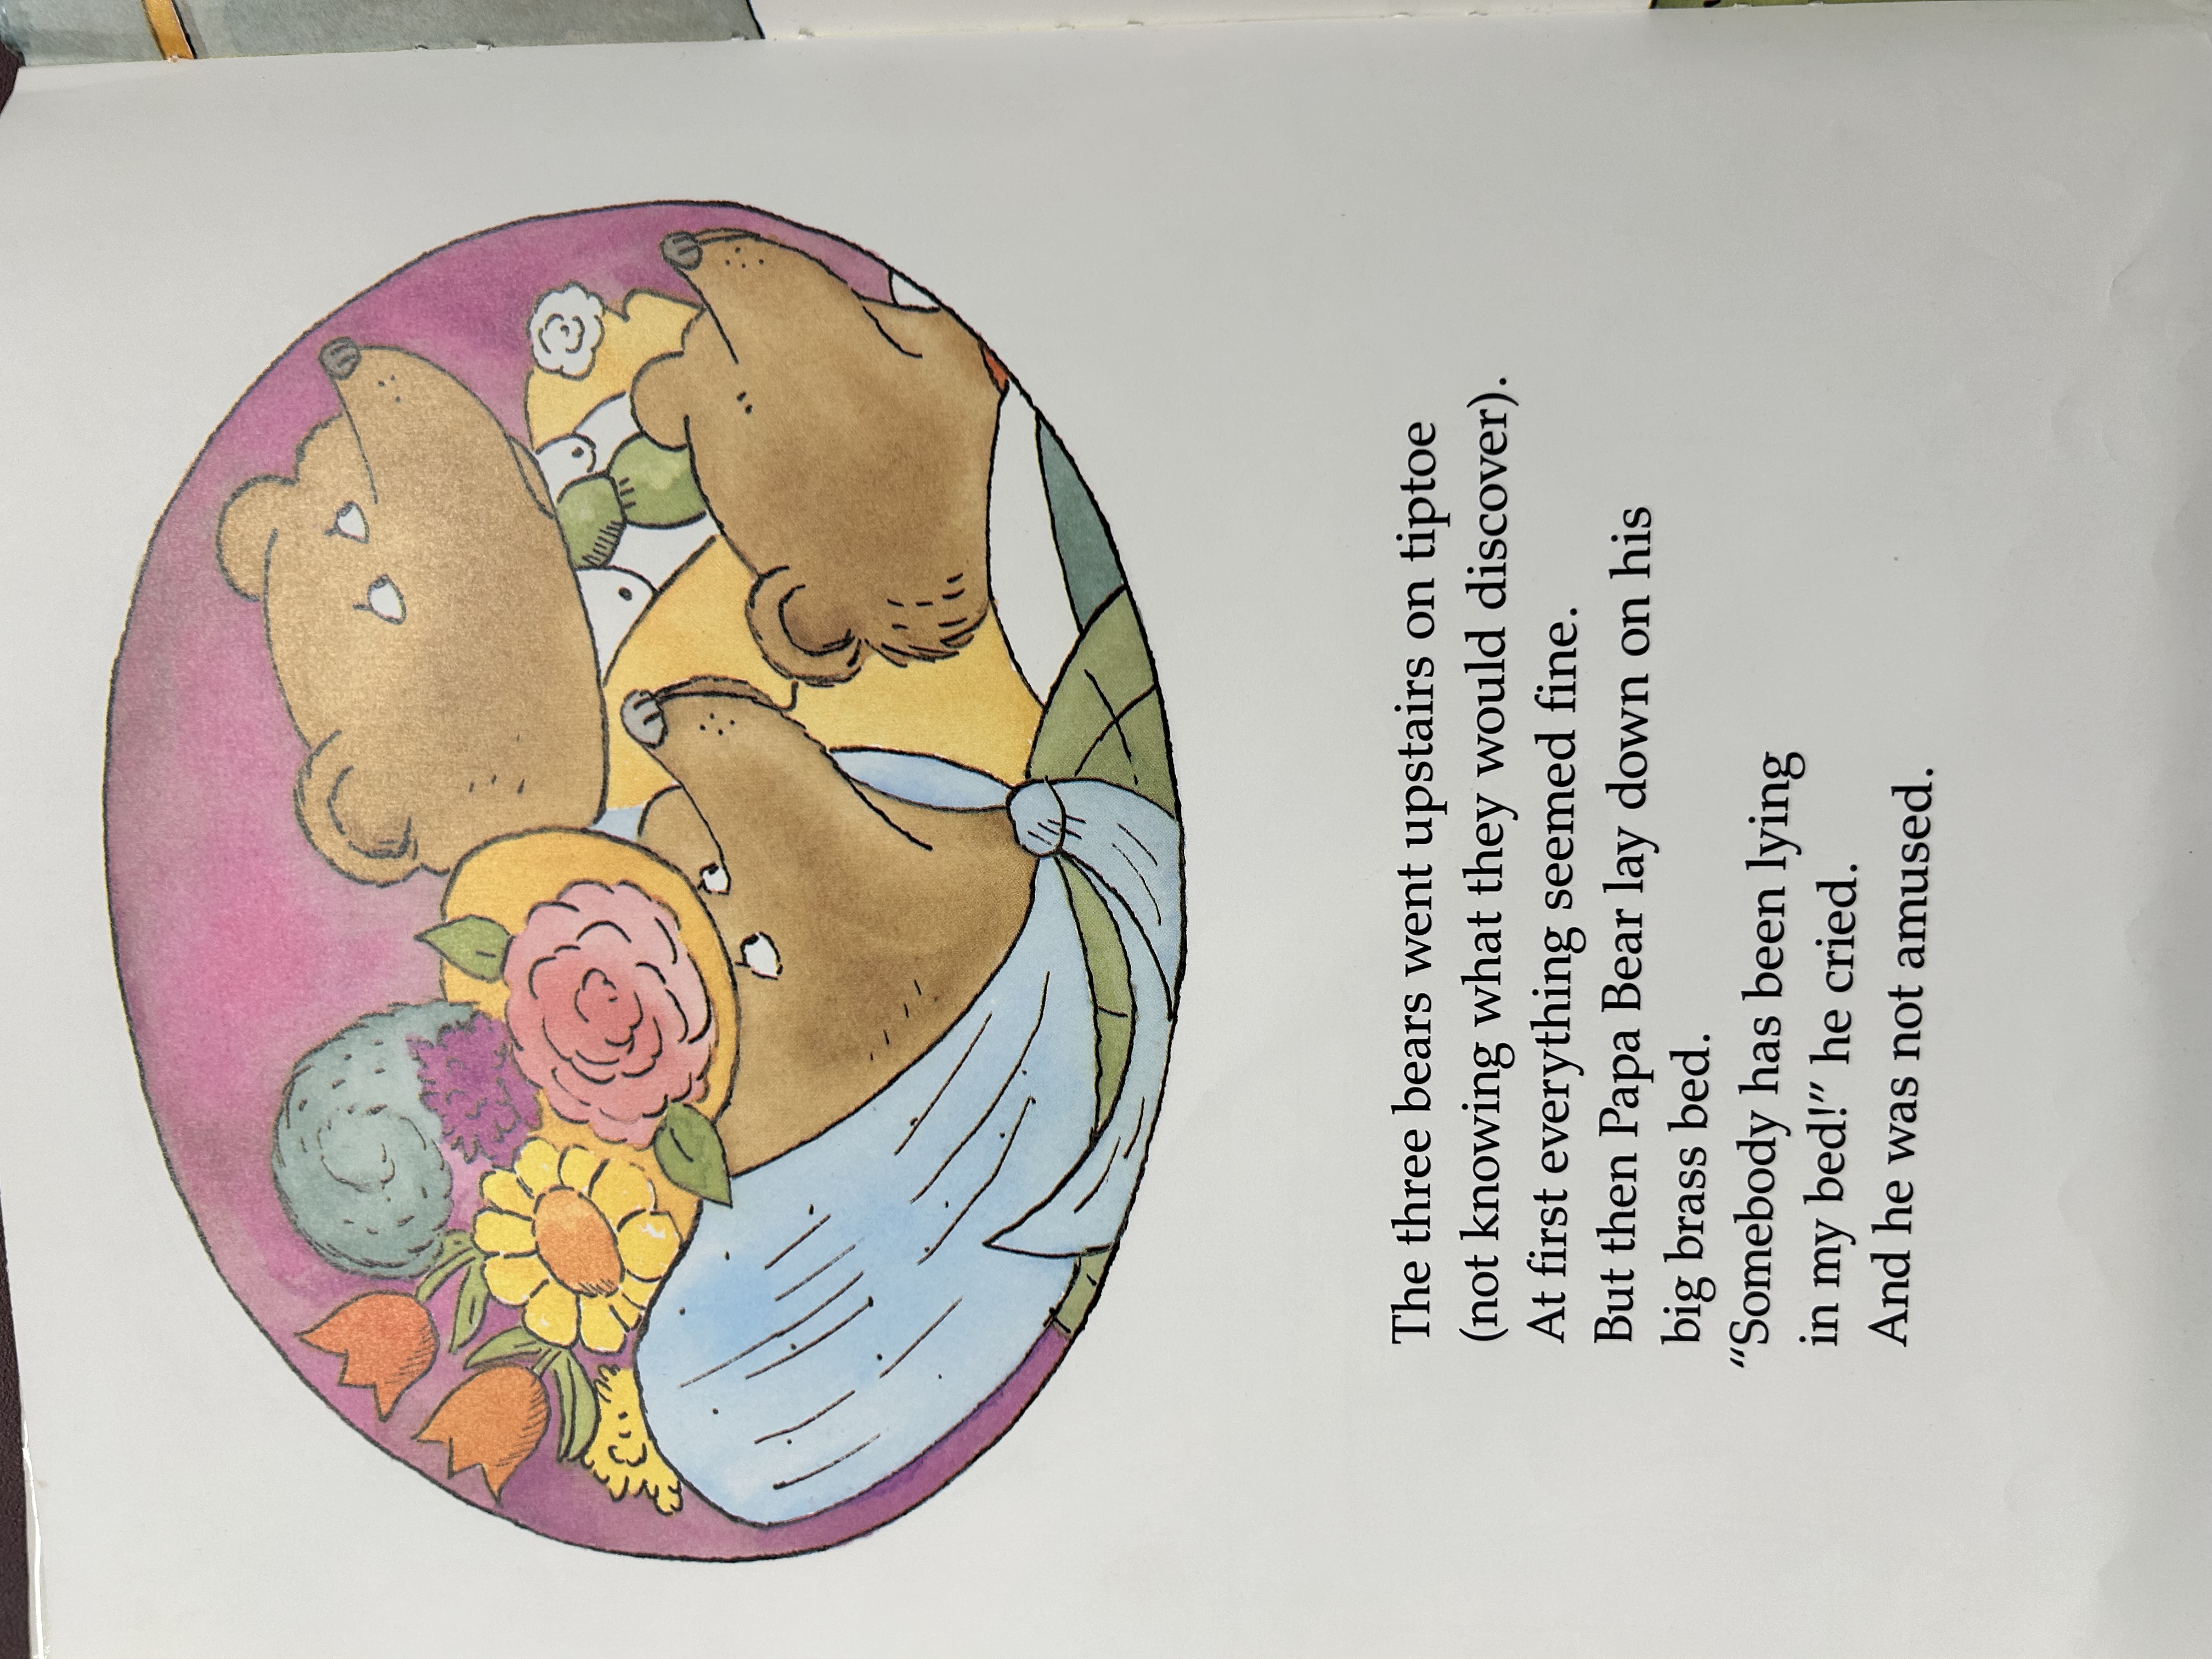 The three bears went upstairs on tiptoe
(not knowing what they would discover).
At first everything seemed fine.
But then Papa Bear lay down on his
big brass bed.
“Somebody has been lying
in my bed!” he cried.
And he was not amused.